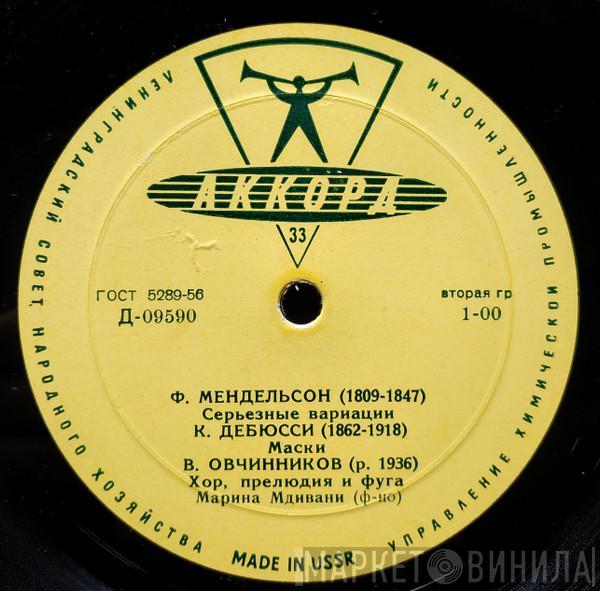 ЛЕНИНГРАДСКИЙ СОВЕТ НАРОДНОГО ХОЗЯЙСТВА
УПРАВЛЕНИЕ ХИМИЧЕСКОЙ ПРОМЫШЛЕННОСТИ
АККОРД
33
ГОСТ 5289-56
Д-09590
вторая гр
1-00
Ф. МЕНДЕЛЬСОН (1809-1847)
Серьезные вариации
К. ДЕБЮССИ (1862-1918)
Маски
В. ОВЧИННИКОВ (р. 1936)
Хор, прелюдия и фуга
Марина Мдивани (ф-но)
MADE IN USSR
МАРКЕТ ВИНИЛА